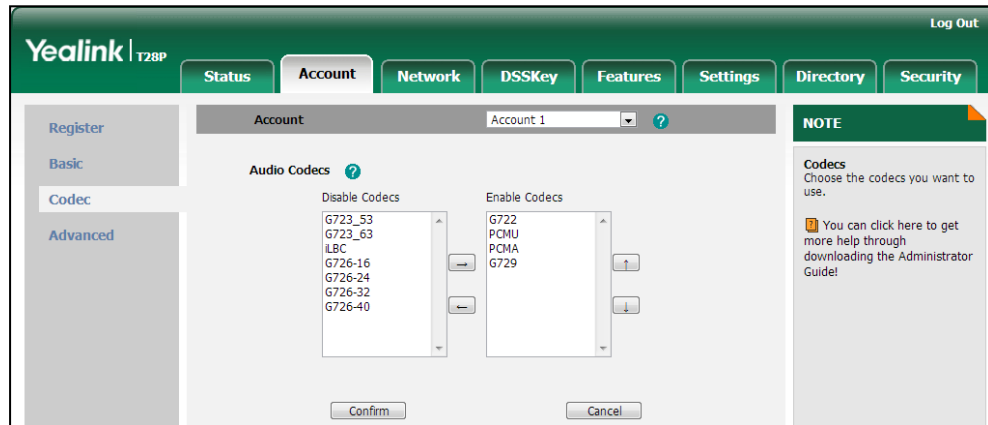 Log Out
Yealink T28P
Status Account Network DSSKey Features Settings Directory Security
Register
Basic
Codec
Advanced
Account Account 1 ?
Audio Codecs ?
Disable Codecs
G723_53
G723_63
iLBC
G726-16
G726-24
G726-32
G726-40
→
←
Enable Codecs
G722
PCMU
PCMA
G729
↑
↓
Confirm Cancel
NOTE
Codecs
Choose the codecs you want to
use.
? You can click here to get
more help through
downloading the Administrator
Guide!